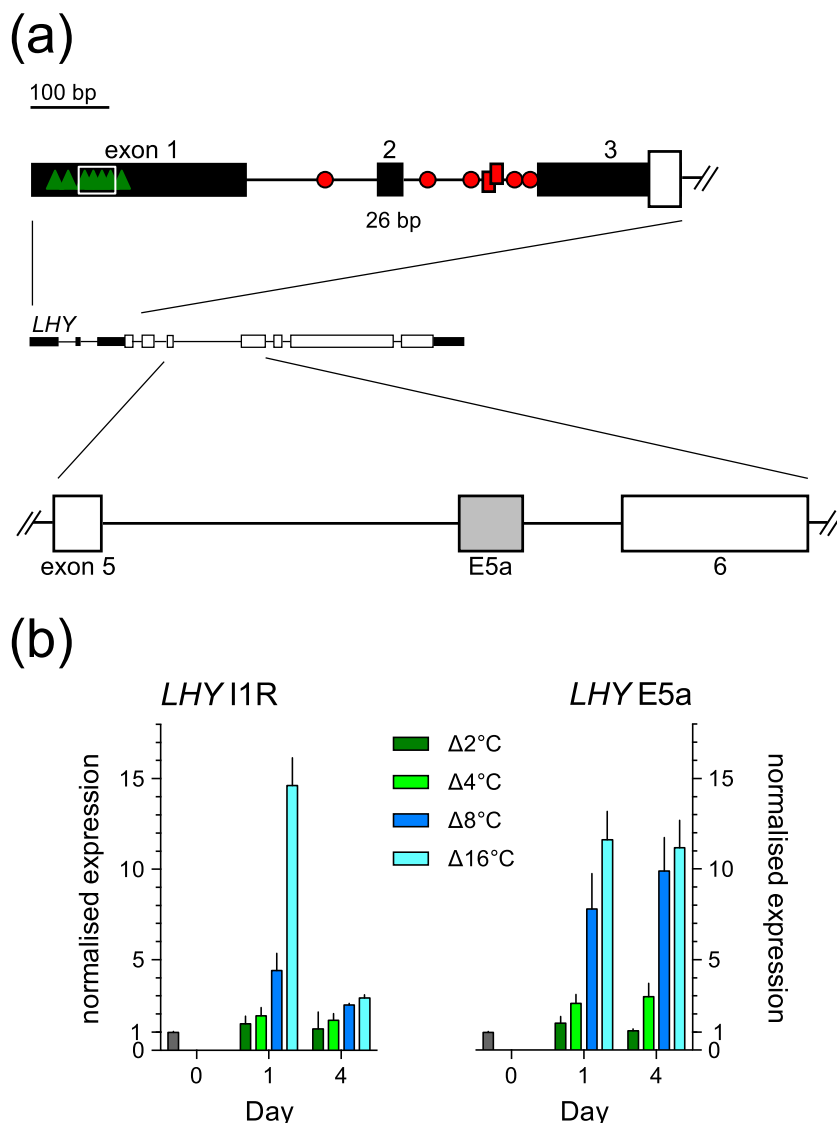 (a)
100 bp
exon 1
2
3
26 bp
LHY
exon 5
E5a
6
(b)
LHY I1R
LHY E5a
normalised expression
15
10
5
1
0
0
1
4
Day
Δ2°C
Δ4°C
Δ8°C
Δ16°C
15
10
5
1
0
normalised expression
0
1
4
Day